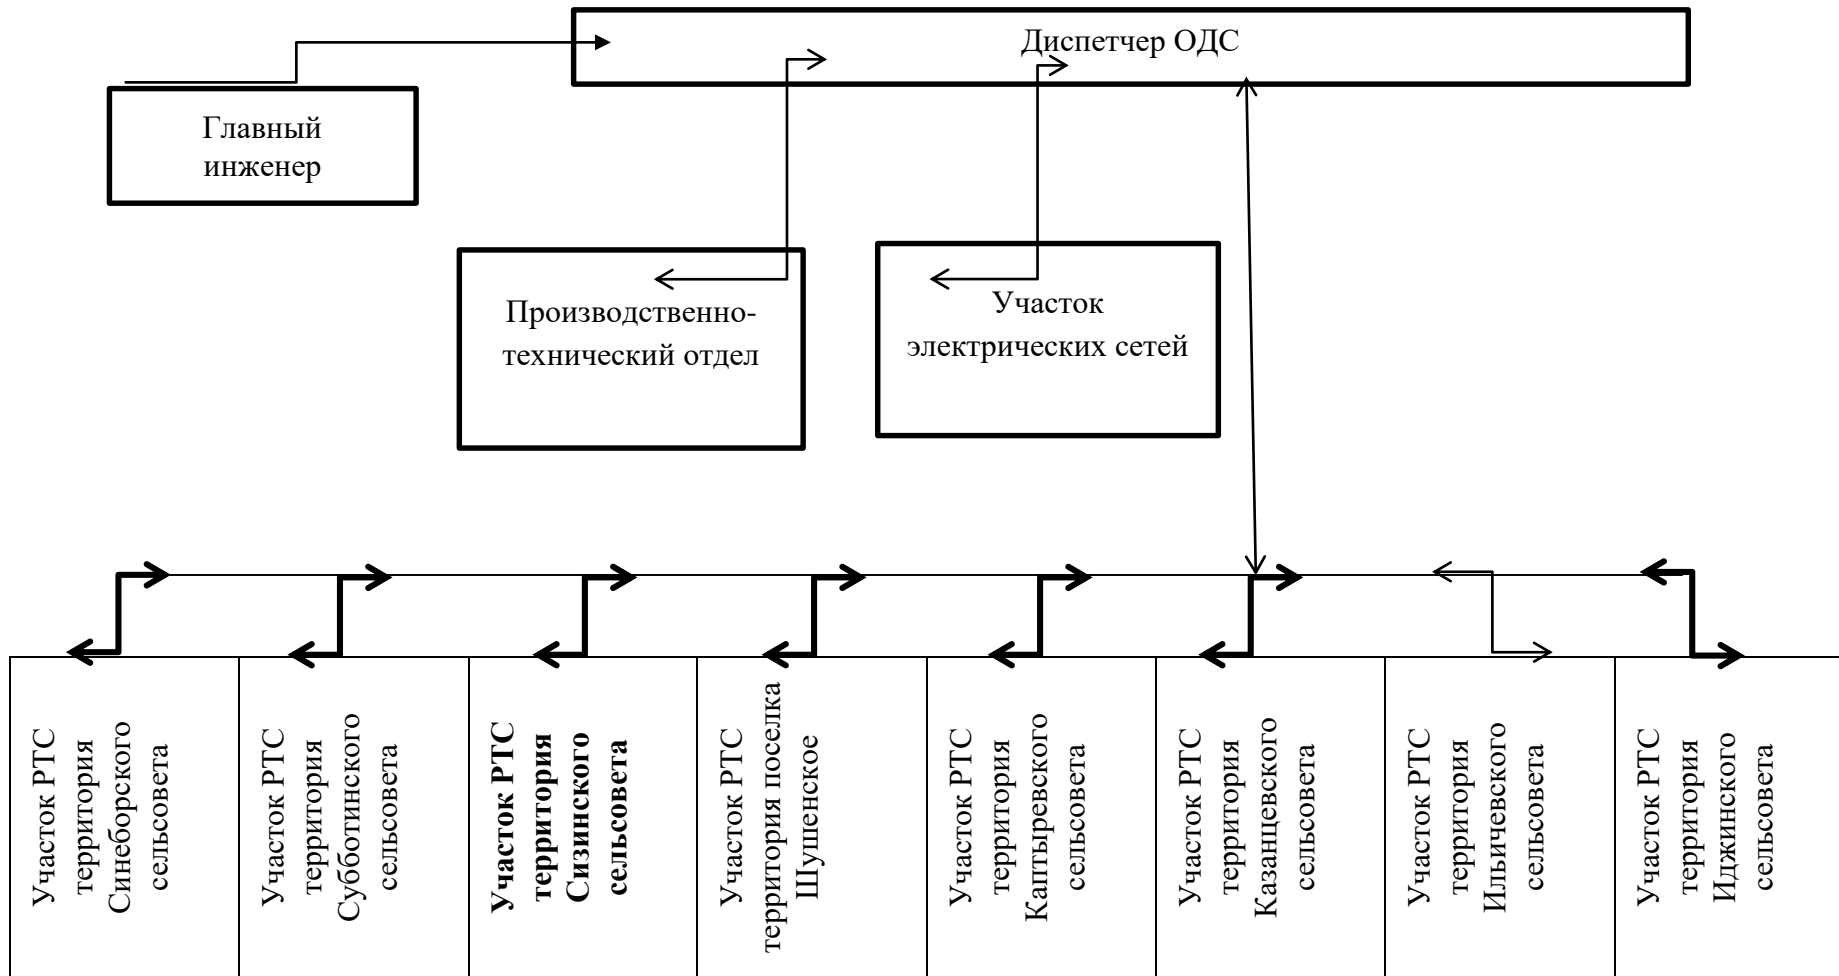 Диспетчер ОДС
Главный
инженер
Производственно-
технический отдел
Участок
электрических сетей
Участок РТС
территория
Синеборского
сельсовета
Участок РТС
территория
Субботинского
сельсовета
Участок РТС
территория
Сизинского
сельсовета
Участок РТС
территория поселка
Шушенское
Участок РТС
территория
Каптыревского
сельсовета
Участок РТС
территория
Казанцевского
сельсовета
Участок РТС
территория
Ильичевского
сельсовета
Участок РТС
территория
Иджинского
сельсовета